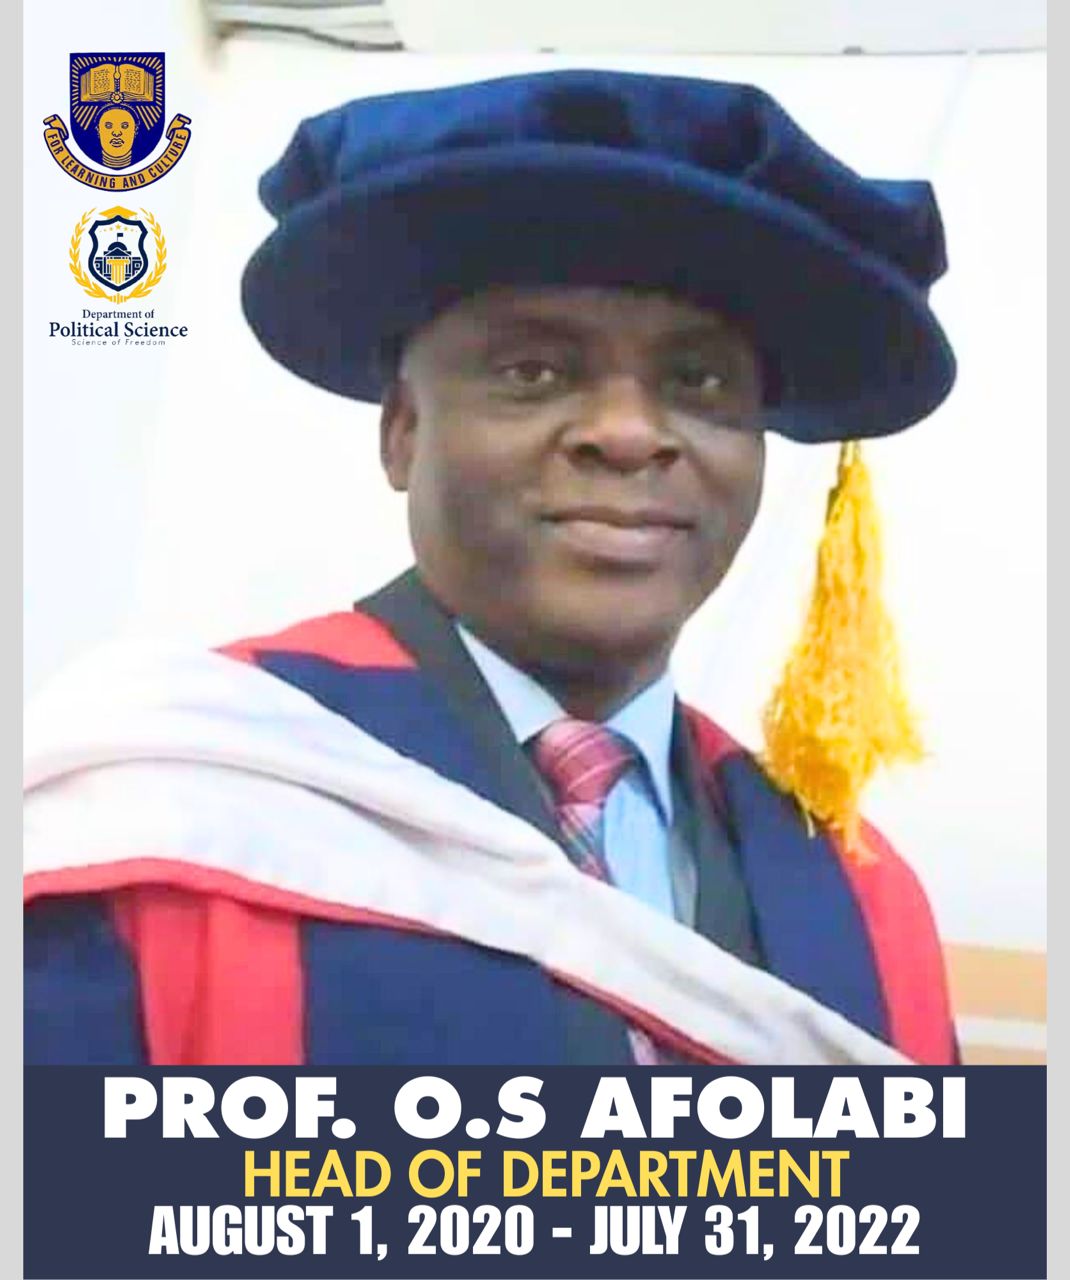 FOR LEARNING AND CULTURE
Department of
Political Science
Science of Freedom
PROF. O.S AFOLABI
HEAD OF DEPARTMENT
AUGUST 1, 2020 - JULY 31, 2022